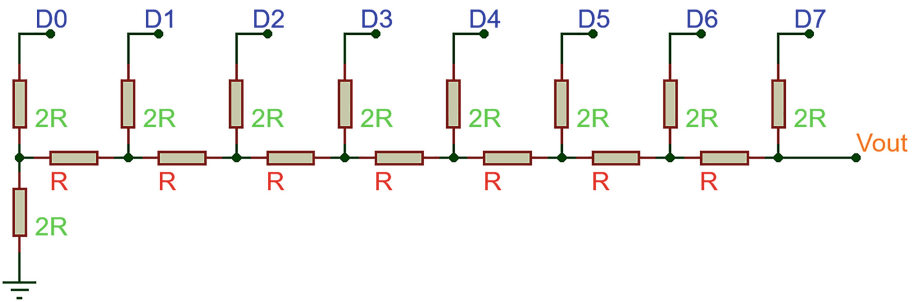 D0 D1 D2 D3 D4 D5 D6 D7
2R 2R 2R 2R 2R 2R 2R 2R
Vout
R R R R R R R
2R